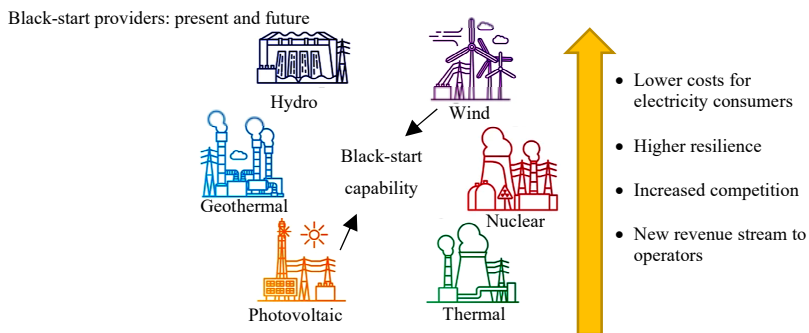 Black-start providers: present and future
Hydro
Wind
Black-start
capability
Geothermal
Nuclear
Photovoltaic
Thermal
• Lower costs for
electricity consumers
• Higher resilience
• Increased competition
• New revenue stream to
operators